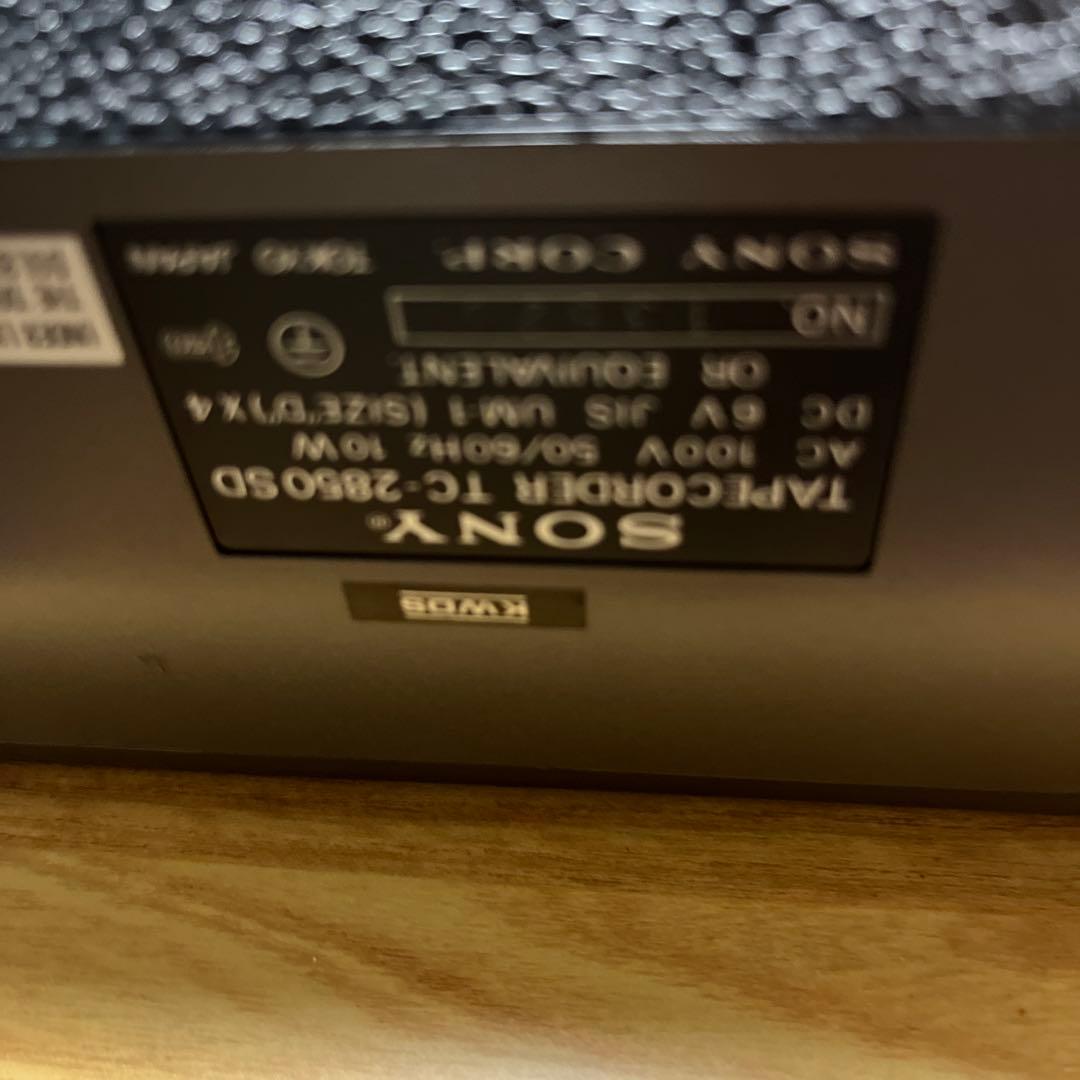 KWDS
SONY®
TAPECORDER TC-2850SD
AC 100V 50/60Hz 10W
DC 6V JIS UM-1 (SIZE"D") X 4
OR EQUIVALENT
NO
SONY CORP. TOKYO JAPAN